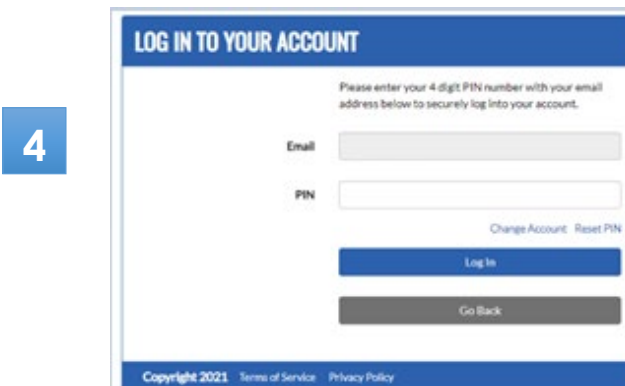 LOG IN TO YOUR ACCOUNT
Please enter your 4 digit PIN number with your email
address below to securely log into your account.
4
Email
PIN
Change Account Reset PIN
Log In
Go Back
Copyright 2021 Terms of Service Privacy Policy